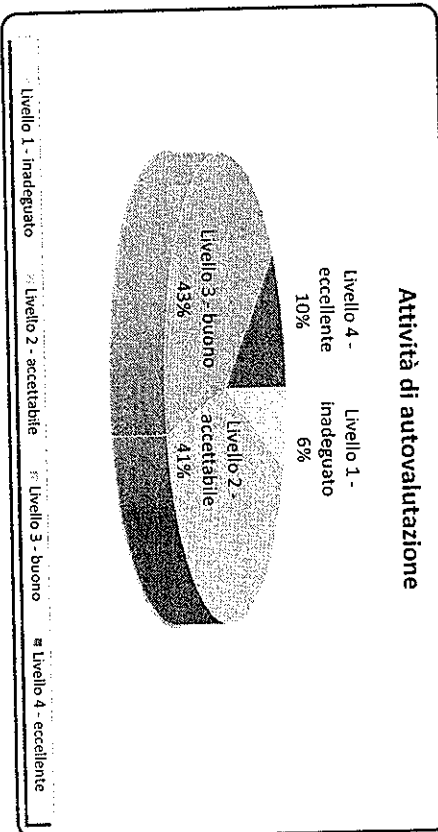 Attività di autovalutazione
Livello 4 -
eccellente
10%
Livello 1 -
inadeguato
6%
Livello 3 - buono
43%
Livello 2 -
accettabile
41%
Livello 1 - inadeguato
Livello 2 - accettabile
Livello 3 - buono
Livello 4 - eccellente